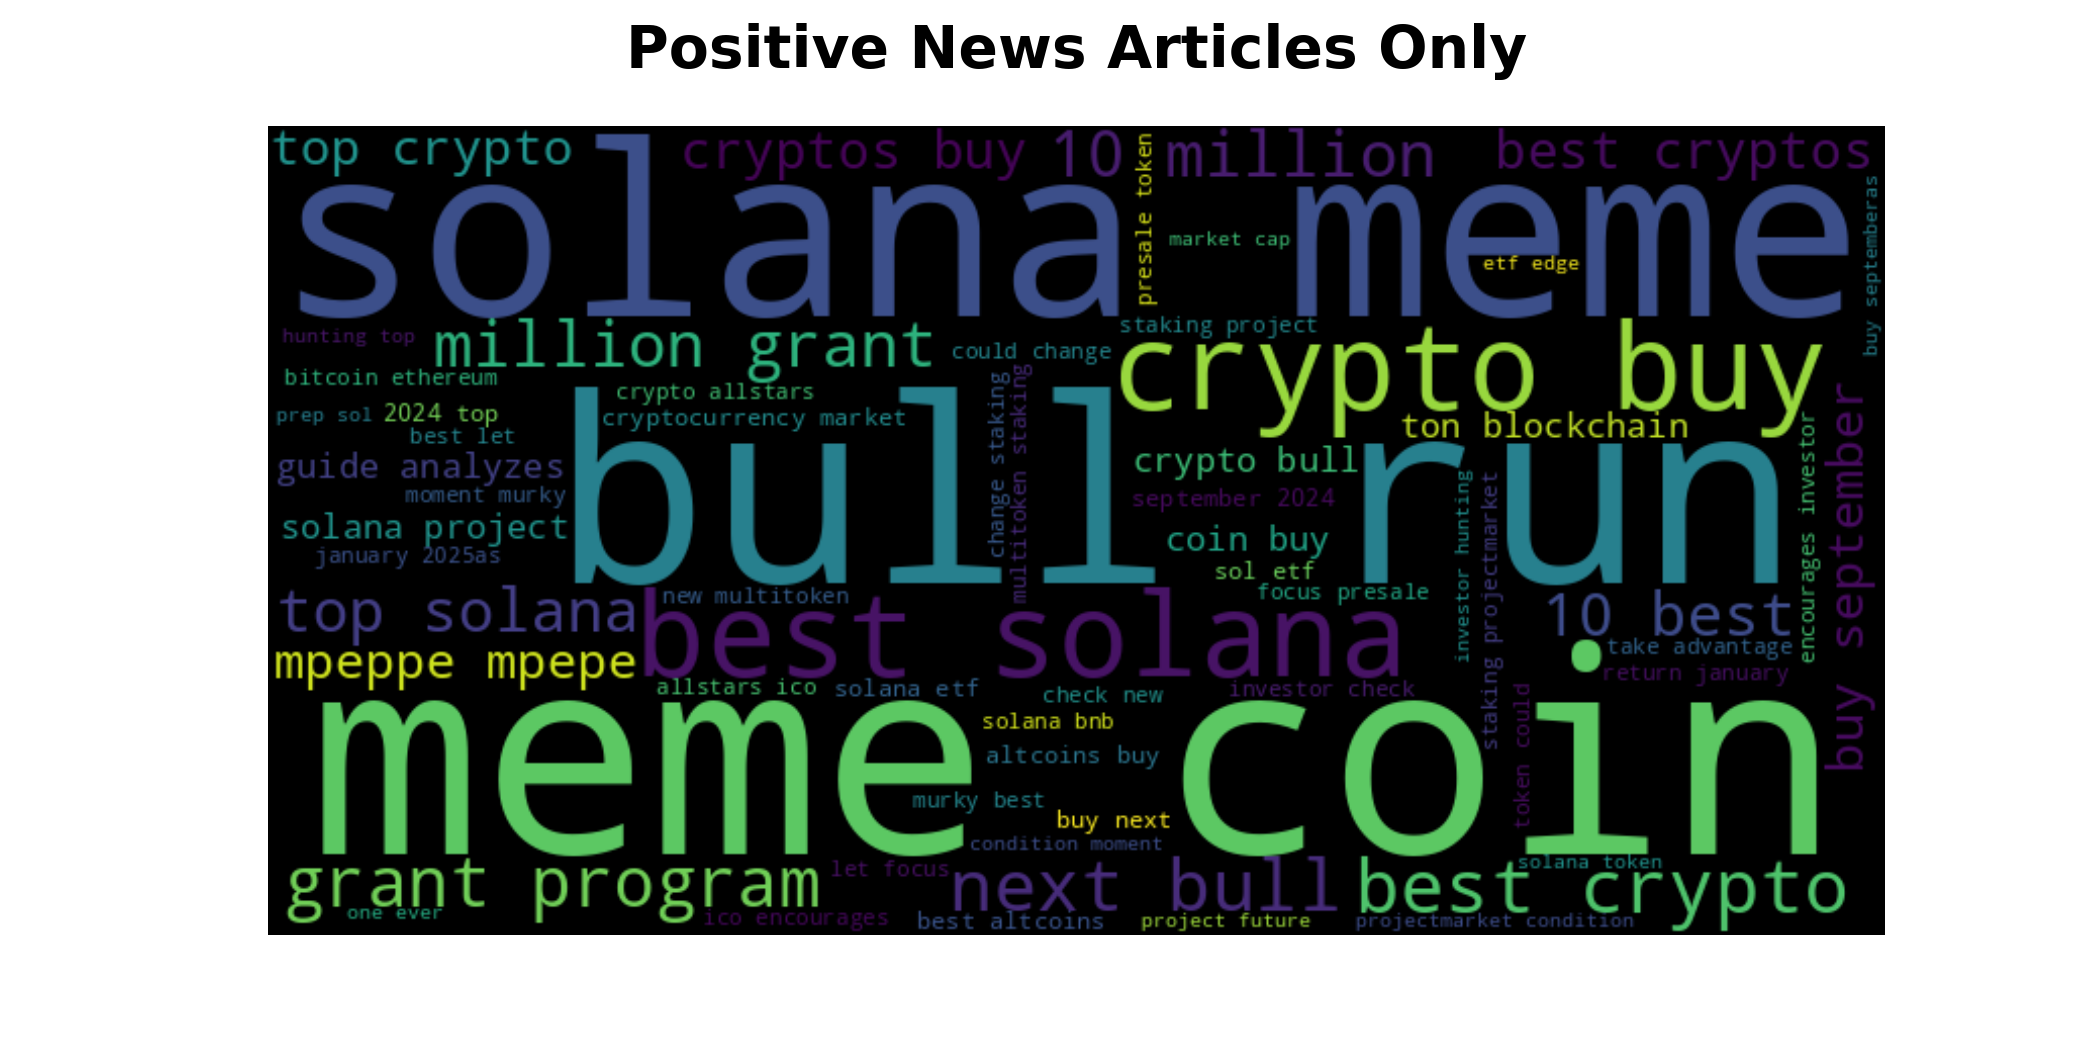 Positive News Articles Only
top crypto
cryptos buy
10 million
best cryptos
solana meme
presale token
market cap
etf edge
buy septemberas
hunting top
million grant
could change
staking project
crypto buy
bitcoin ethereum
crypto allstars
prep sol
2024 top
cryptocurrency market
best let
ton blockchain
guide analyzes
bull run
change staking
multitoken staking
crypto bull
moment murky
september 2024
solana project
coin buy
january 2025as
sol etf
focus presale
investor hunting
staking projectmarket
encourages investor
buy september
top solana
new multitoken
best solana
10 best
mpeppe mpepe
take advantage
return january
allstars ico
solana etf
check new
investor check
solana bnb
meme coin
token could
altcoins buy
murky best
buy next
condition moment
grant program
let focus
next bull
solana token
best crypto
one ever
ico encourages
best altcoins
project future
projectmarket condition